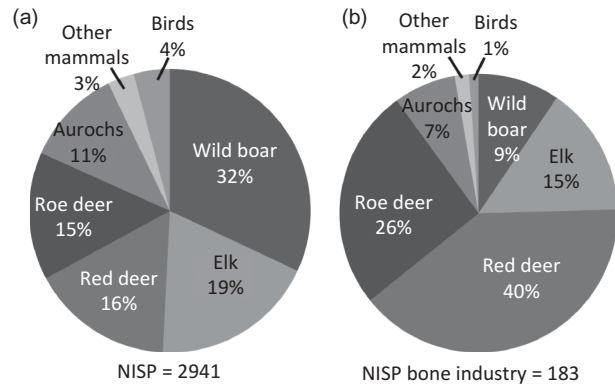 (a)
Other
mammals
3%
Birds
4%
Wild boar
32%
Elk
19%
Red deer
16%
Roe deer
15%
Aurochs
11%
NISP = 2941
(b)
Other
mammals
2%
Birds
1%
Wild
boar
9%
Elk
15%
Red deer
40%
Roe deer
26%
Aurochs
7%
NISP bone industry = 183